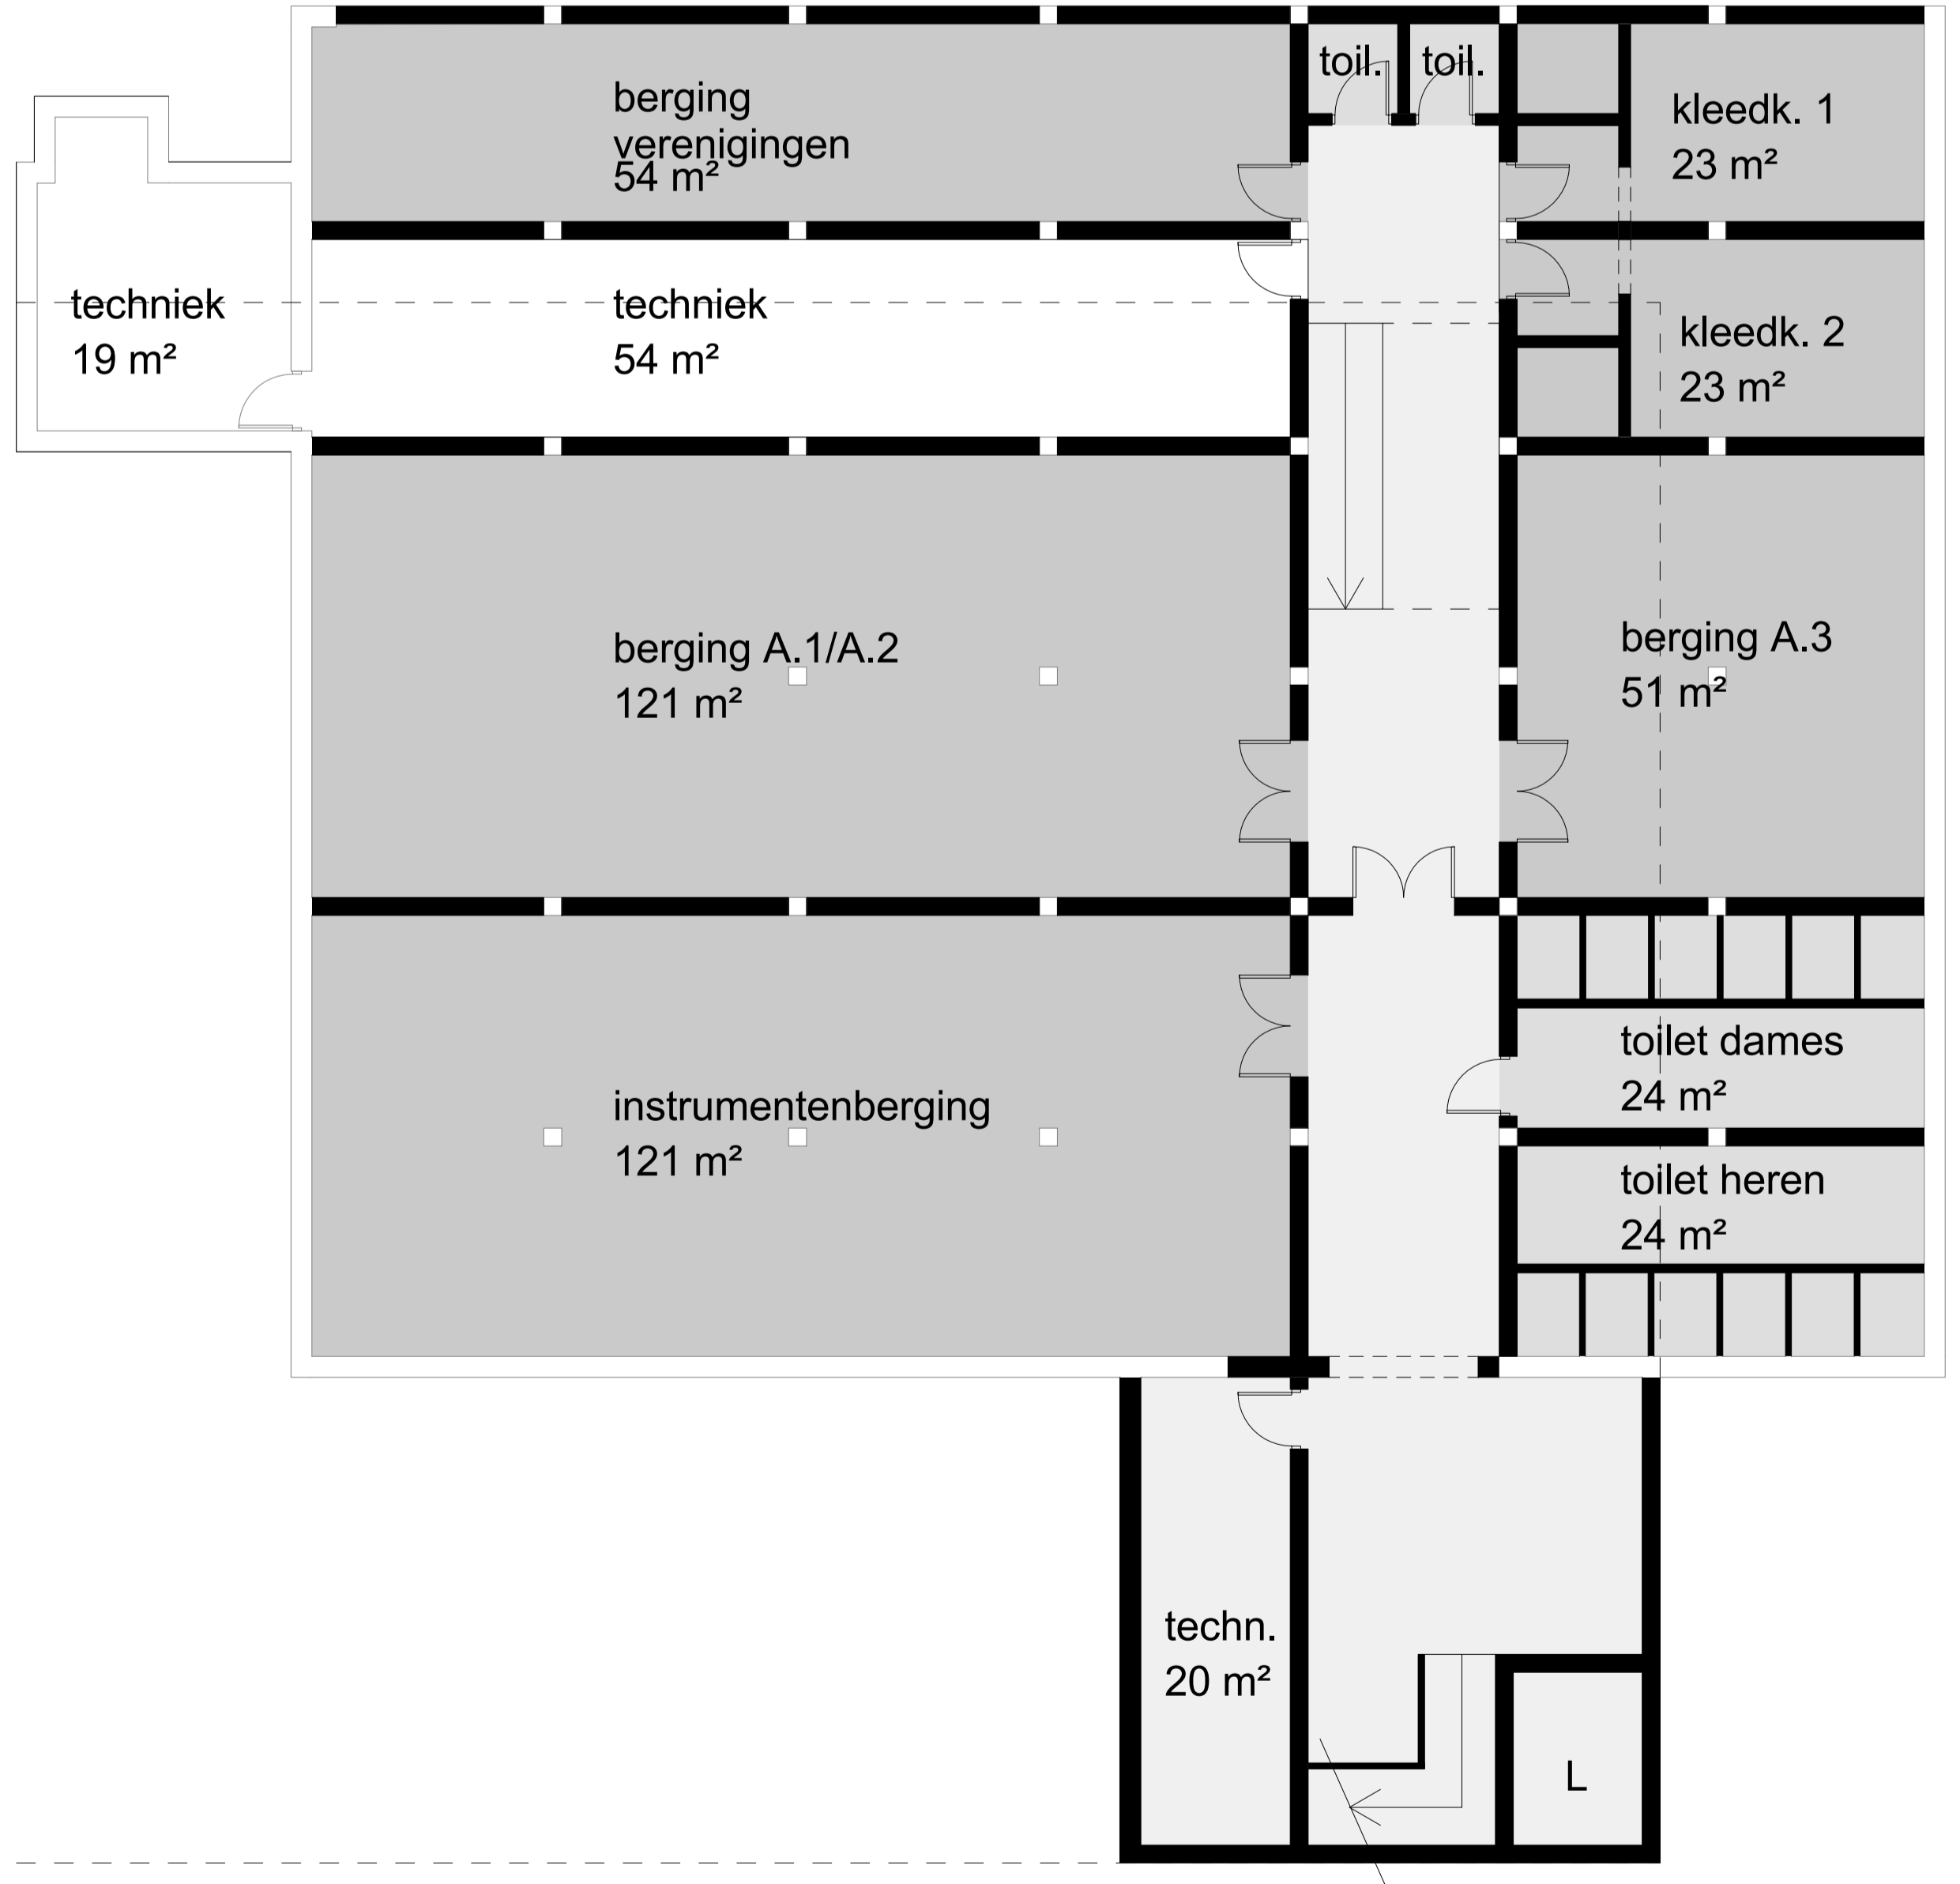 toil.
toil.
berging
verenigingen
54 m²
kleedk. 1
23 m²
techniek
19 m²
techniek
54 m²
kleedk. 2
23 m²
berging A.1/A.2
121 m²
berging A.3
51 m²
instrumentenberging
121 m²
toilet dames
24 m²
toilet heren
24 m²
techn.
20 m²
L